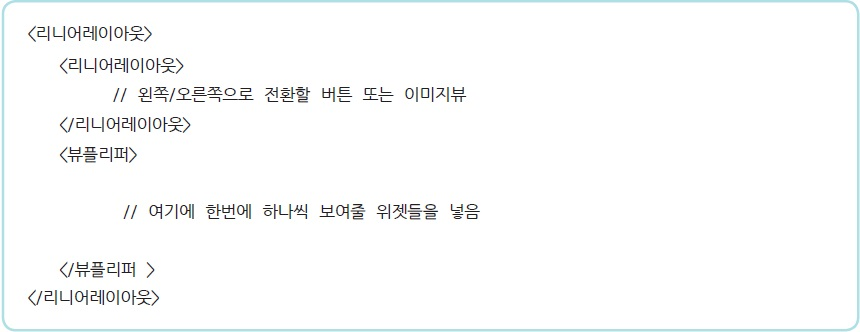 <리니어레이아웃>
<리니어레이아웃>
// 왼쪽/오른쪽으로 전환할 버튼 또는 이미지뷰
</리니어레이아웃>
<뷰플리퍼>
// 여기에 한번에 하나씩 보여줄 위젯들을 넣음
</뷰플리퍼 >
</리니어레이아웃>